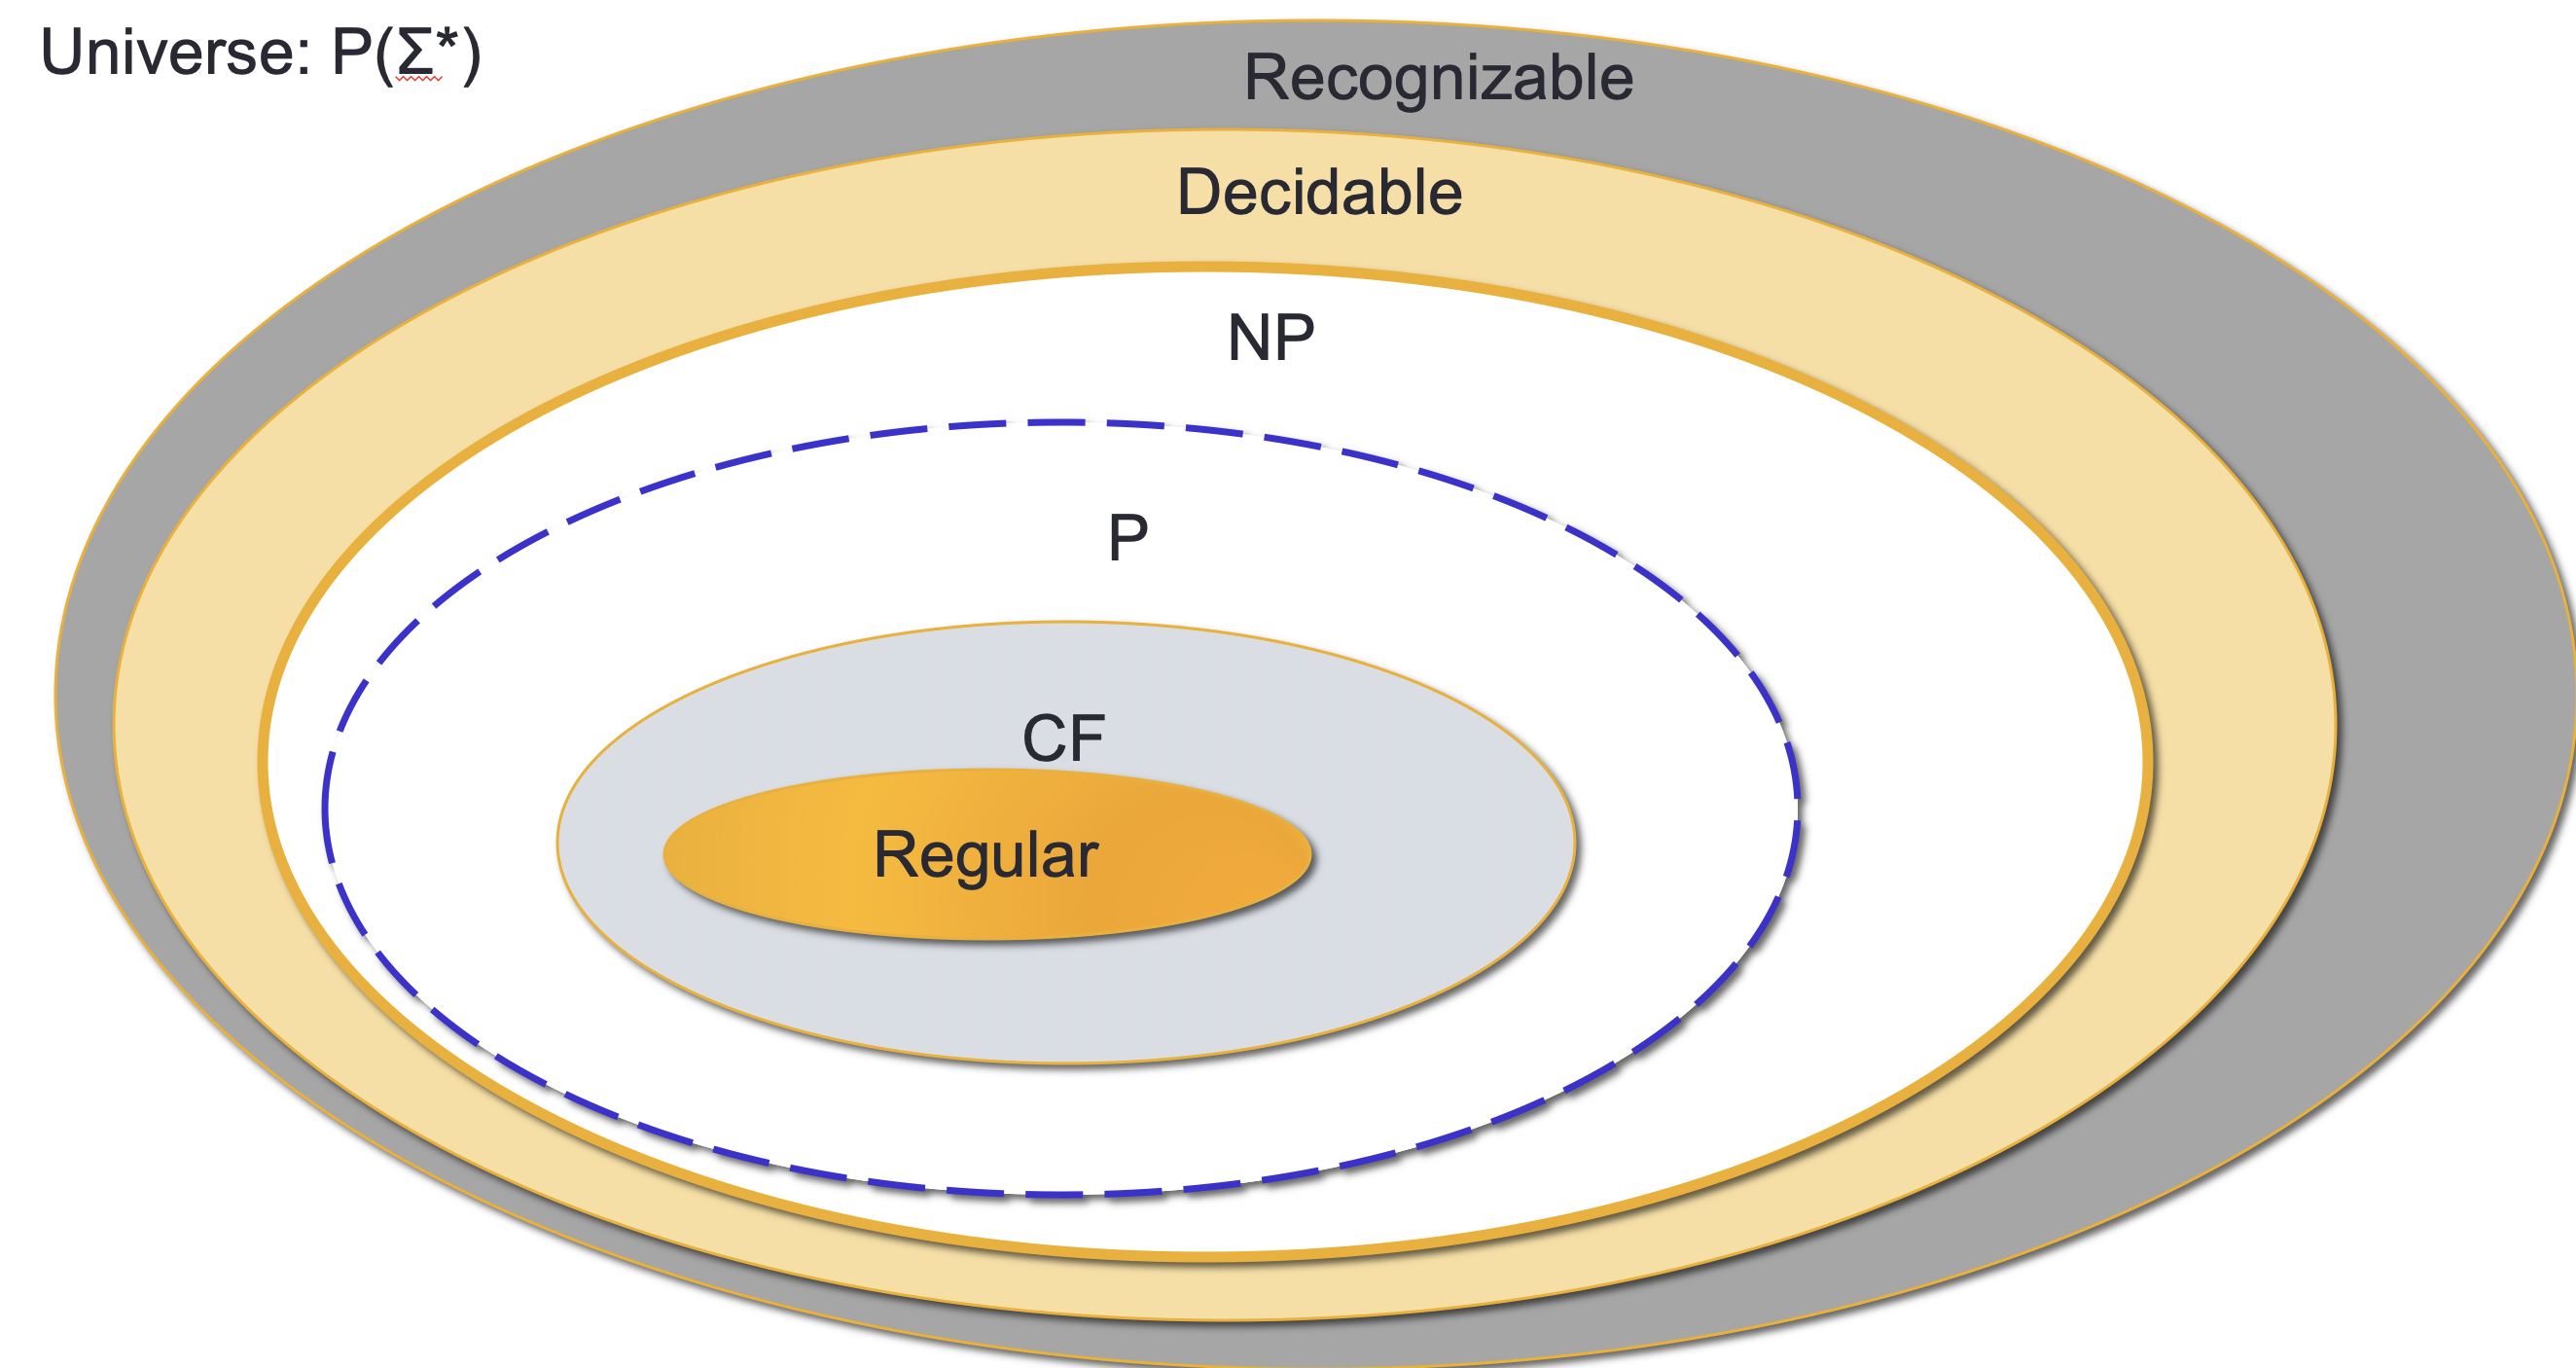 Universe: P(Σ*)
Recognizable
Decidable
NP
P
CF
Regular